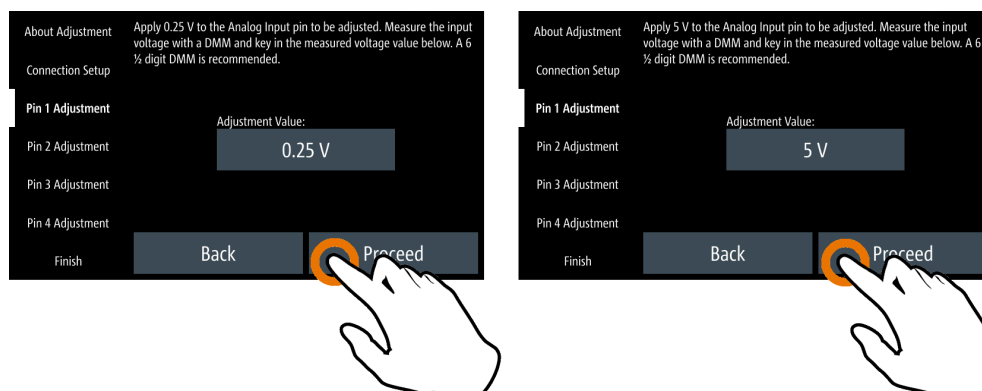 About Adjustment
Connection Setup
Pin 1 Adjustment
Pin 2 Adjustment
Pin 3 Adjustment
Pin 4 Adjustment
Finish
Apply 0.25 V to the Analog Input pin to be adjusted. Measure the input
voltage with a DMM and key in the measured voltage value below. A 6
½ digit DMM is recommended.
Adjustment Value:
0.25 V
Back
Proceed
About Adjustment
Connection Setup
Pin 1 Adjustment
Pin 2 Adjustment
Pin 3 Adjustment
Pin 4 Adjustment
Finish
Apply 5 V to the Analog Input pin to be adjusted. Measure the input
voltage with a DMM and key in the measured voltage value below. A 6
½ digit DMM is recommended.
Adjustment Value:
5 V
Back
Proceed